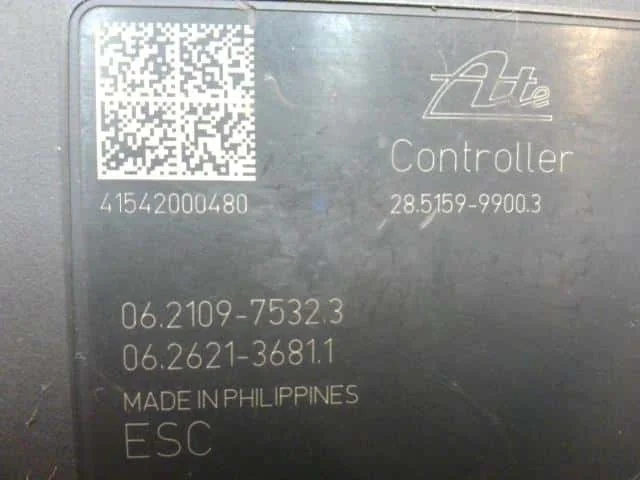 Ate
Controller
41542000480
28.5159-9900.3
06.2109-7532.3
06.2621-3681.1
MADE IN PHILIPPINES
ESC